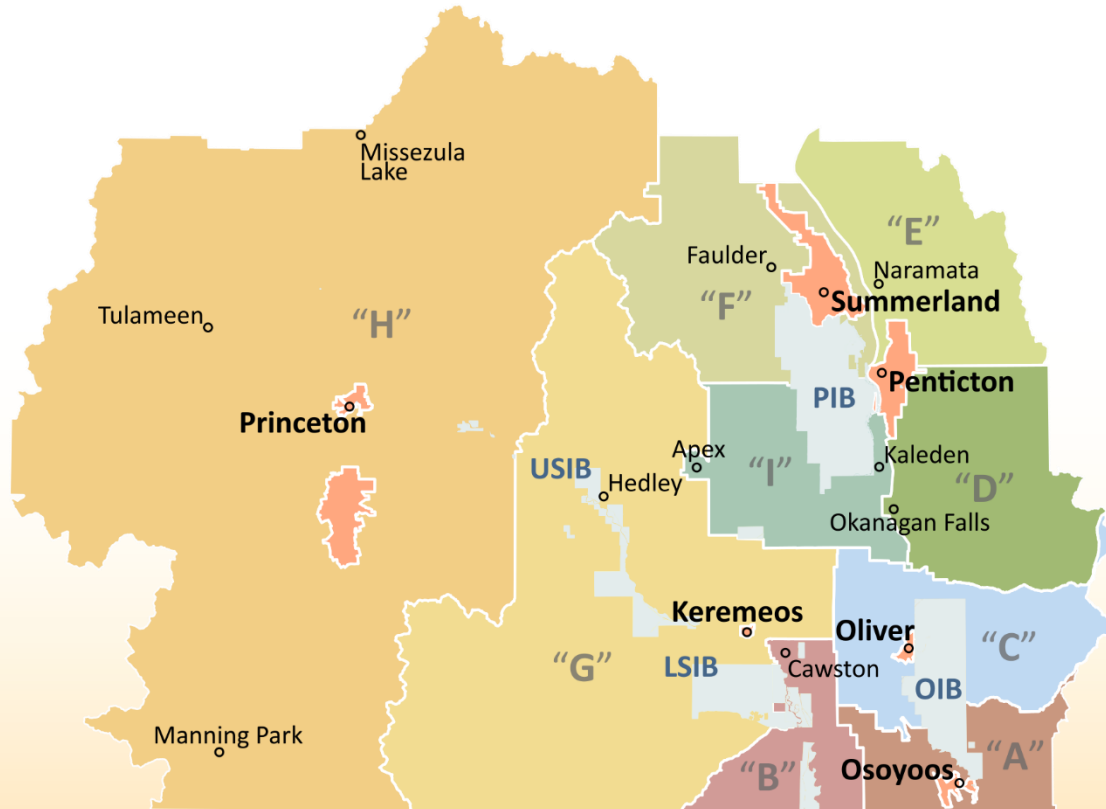 Missezula
Lake
“E”
Faulder
Naramata
“F”
Summerland
Tulameen
“H”
PIB
Penticton
Princeton
Apex
Kaleden
USIB
Hedley
“I”
“D”
Okanagan Falls
Keremeos
Oliver
“C”
“G”
LSIB
Cawston
OIB
Manning Park
“B”
Osoyoos
“A”